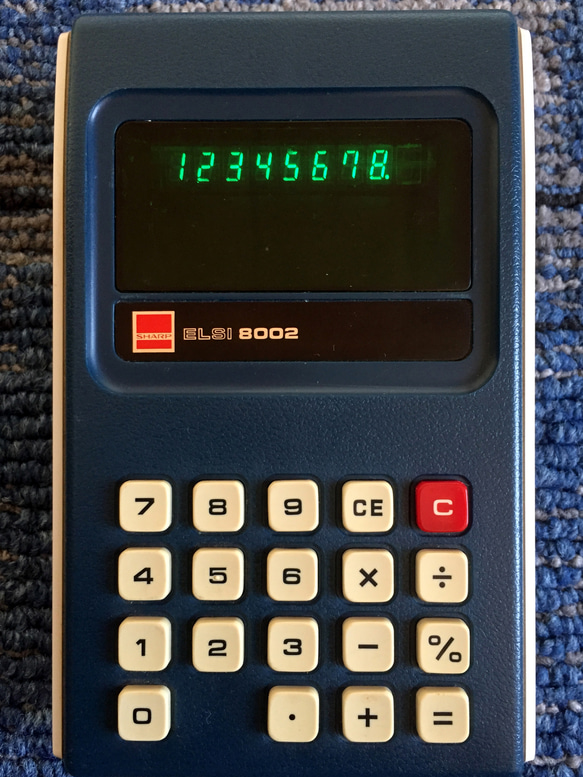 12345678.
SHARP ELSI 8002
7 8 9 CE C
4 5 6 × ÷
1 2 3 − %
0 . + =